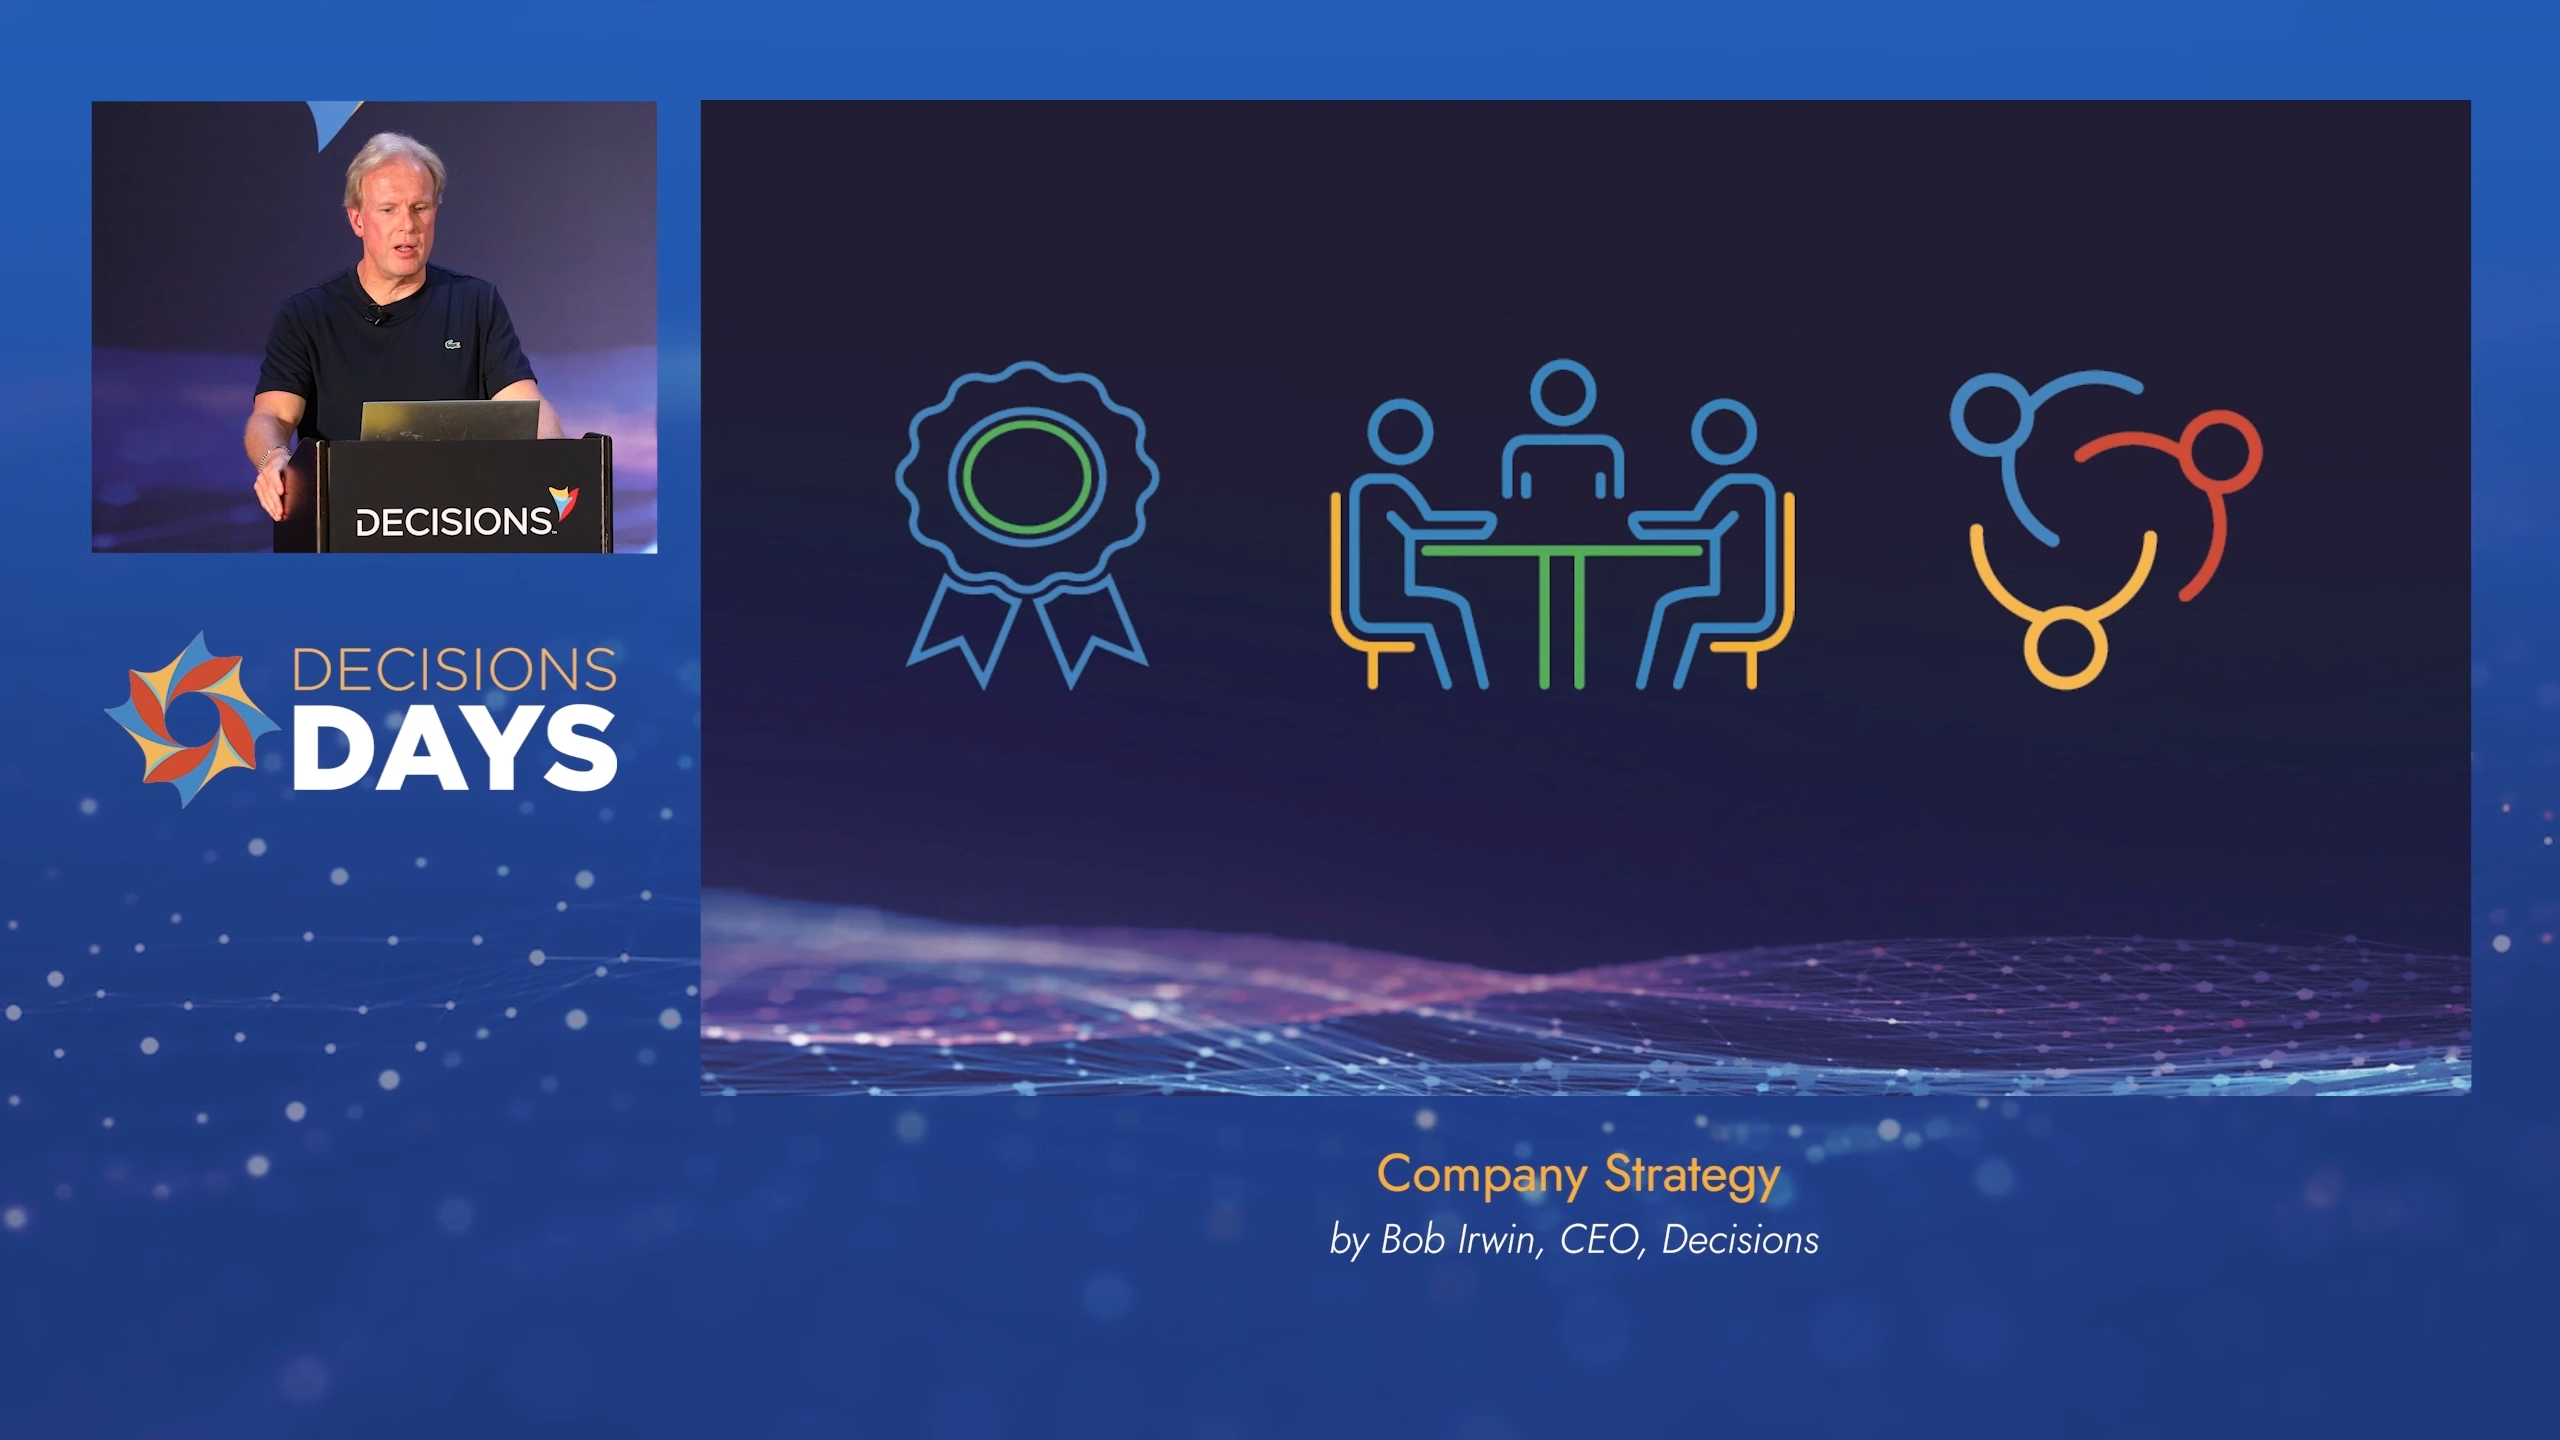 DECISIONS
DECISIONS
DAYS
Company Strategy
by Bob Irwin, CEO, Decisions